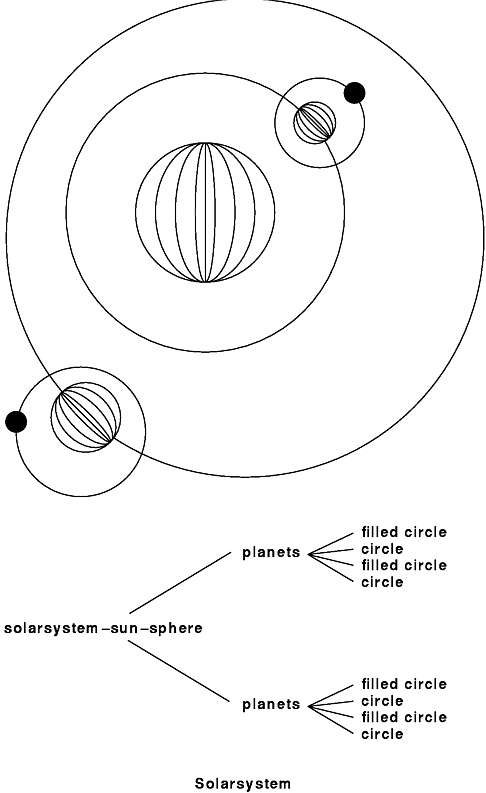 filled circle
planets
circle
filled circle
circle
solarsystem–sun–sphere
filled circle
planets
circle
filled circle
circle
Solarsystem